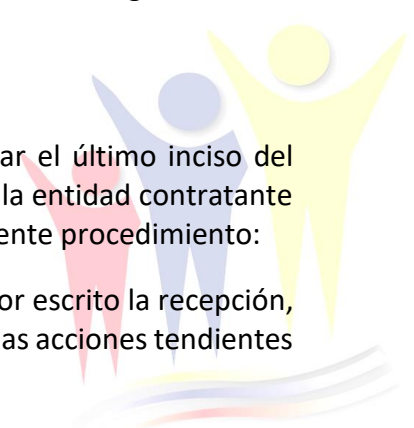 ar el último inciso del
la entidad contratante
ente procedimiento:
or escrito la recepción,
as acciones tendientes